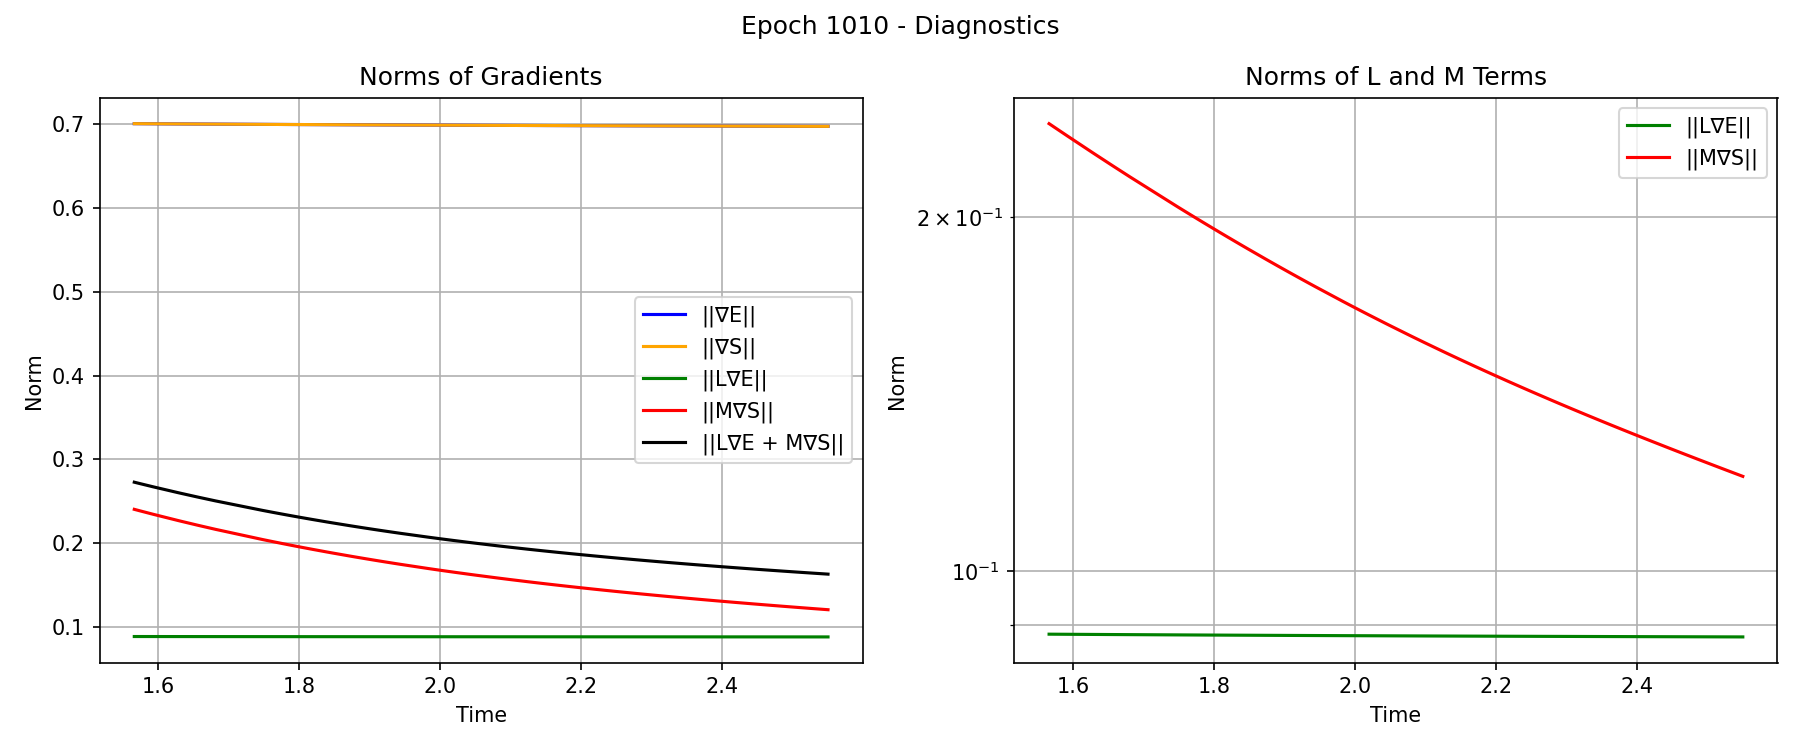 Epoch 1010 - Diagnostics
Norms of Gradients
Norm
0.7
0.6
0.5
0.4
0.3
0.2
0.1
||∇E||
||∇S||
||L∇E||
||M∇S||
||L∇E + M∇S||
1.6 1.8 2.0 2.2 2.4
Time
Norms of L and M Terms
Norm
2 × 10⁻¹
10⁻¹
||L∇E||
||M∇S||
1.6 1.8 2.0 2.2 2.4
Time